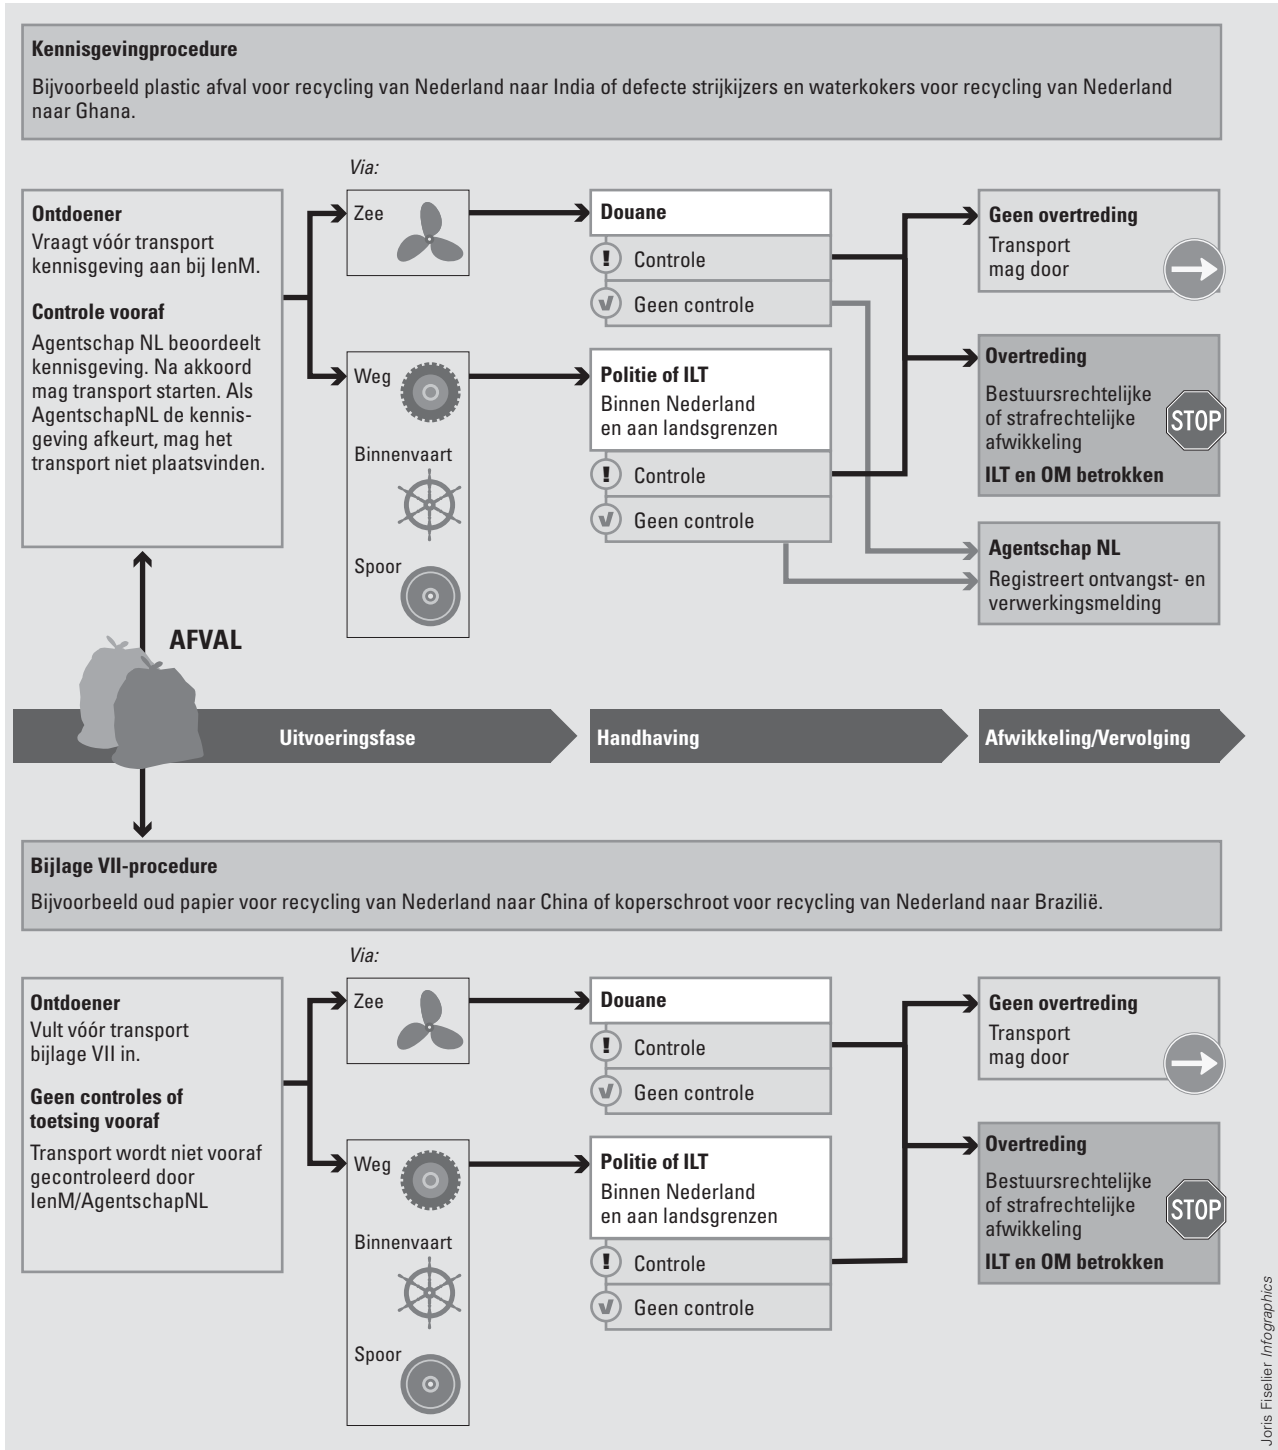 Kennisgevingprocedure
Bijvoorbeeld plastic afval voor recycling van Nederland naar India of defecte strijkijzers en waterkokers voor recycling van Nederland
naar Ghana.
Via:
Ontdoener
Vraagt vóór transport
kennisgeving aan bij IenM.
Controle vooraf
Agentschap NL beoordeelt
kennisgeving. Na akkoord
mag transport starten. Als
AgentschapNL de kennis-
geving afkeurt, mag het
transport niet plaatsvinden.
Zee
Weg
Binnenvaart
Spoor
Douane
Controle
Geen controle
Politie of ILT
Binnen Nederland
en aan landsgrenzen
Controle
Geen controle
Geen overtreding
Transport
mag door
Overtreding
Bestuursrechtelijke
of strafrechtelijke
afwikkeling
STOP
ILT en OM betrokken
Agentschap NL
Registreert ontvangst- en
verwerkingsmelding
AFVAL
Uitvoeringsfase
Handhaving
Afwikkeling/Vervolging
Bijlage VII-procedure
Bijvoorbeeld oud papier voor recycling van Nederland naar China of koperschroot voor recycling van Nederland naar Brazilië.
Via:
Ontdoener
Vult vóór transport
bijlage VII in.
Geen controles of
toetsing vooraf
Transport wordt niet vooraf
gecontroleerd door
IenM/AgentschapNL
Zee
Weg
Binnenvaart
Spoor
Douane
Controle
Geen controle
Politie of ILT
Binnen Nederland
en aan landsgrenzen
Controle
Geen controle
Geen overtreding
Transport
mag door
Overtreding
Bestuursrechtelijke
of strafrechtelijke
afwikkeling
STOP
ILT en OM betrokken
Joris Fiselier Infographics